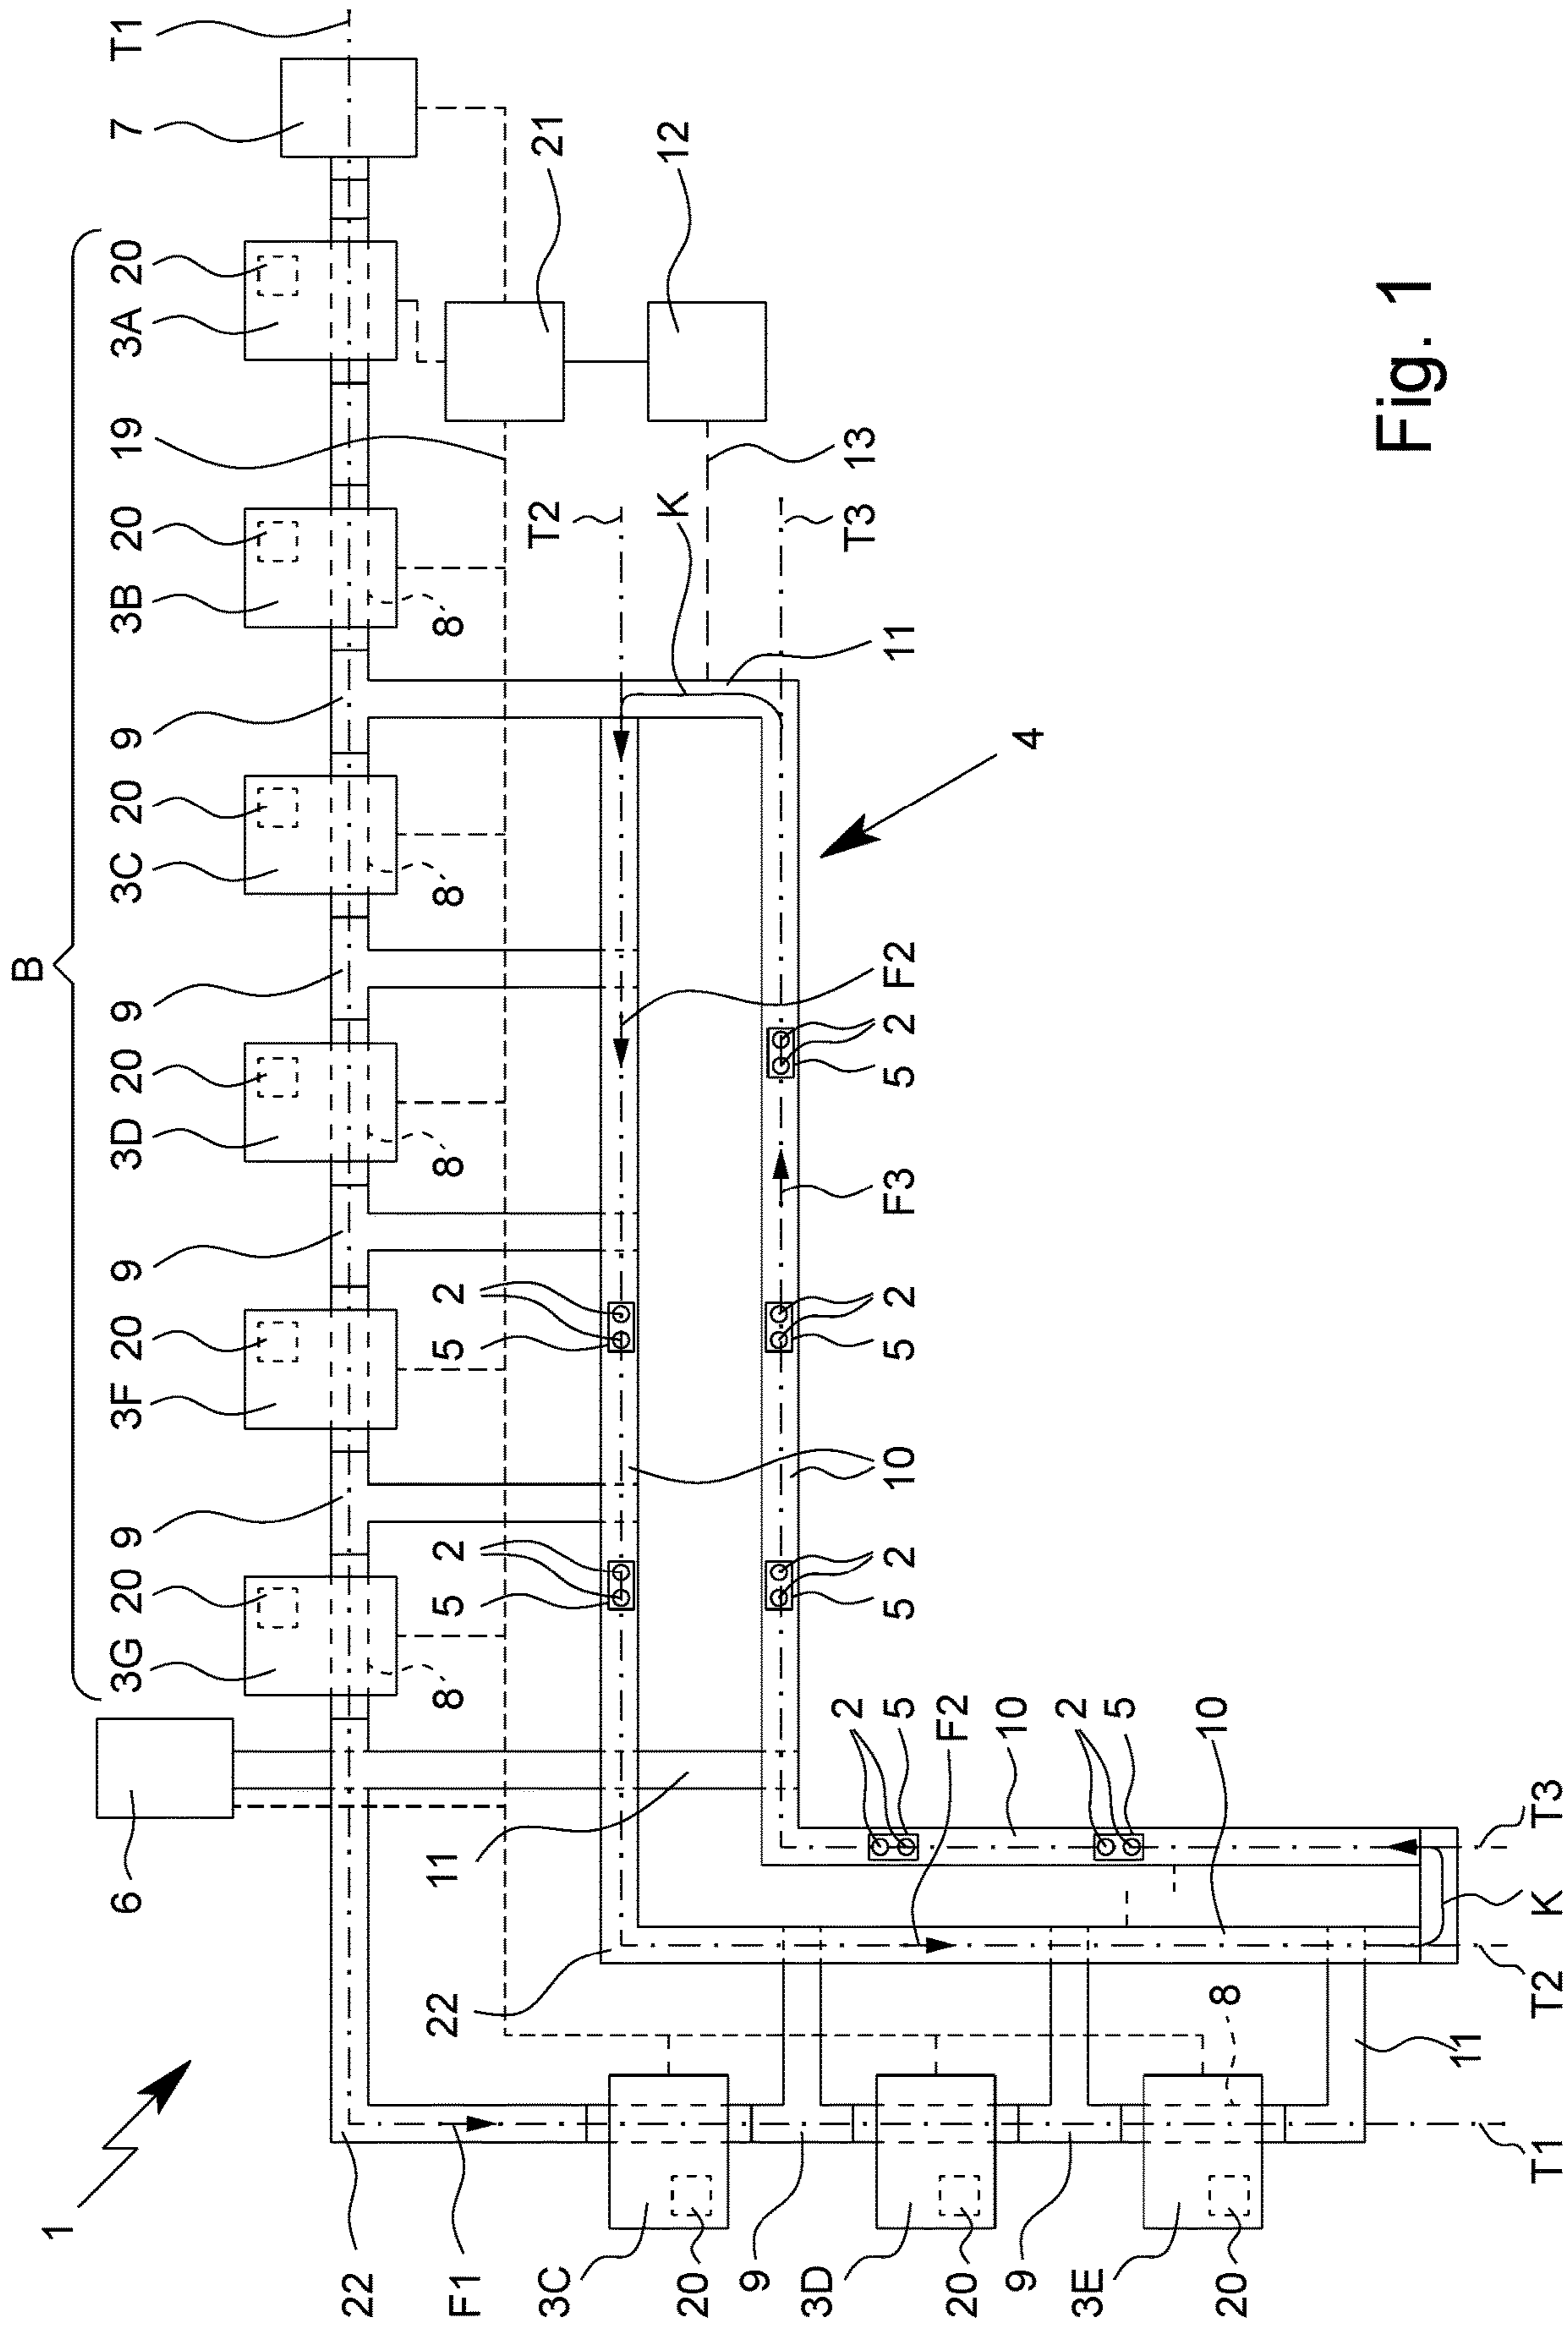 B
1
6 3G 20 9 3F 20 9 3D 20 9 3C 20 9 3B 20 19 3A 20 7 T1
22
F1 22 11 8 5 2 5 2 8 8 8
3C T2 21
20 K 12
9
3D 2
T3 13
5 5 2 10 5 2 F3 5 2 F2 11
20 F2
9 10 4
3E 2
5
20 8 10
Fig. 1
11
T1 T2 K T3